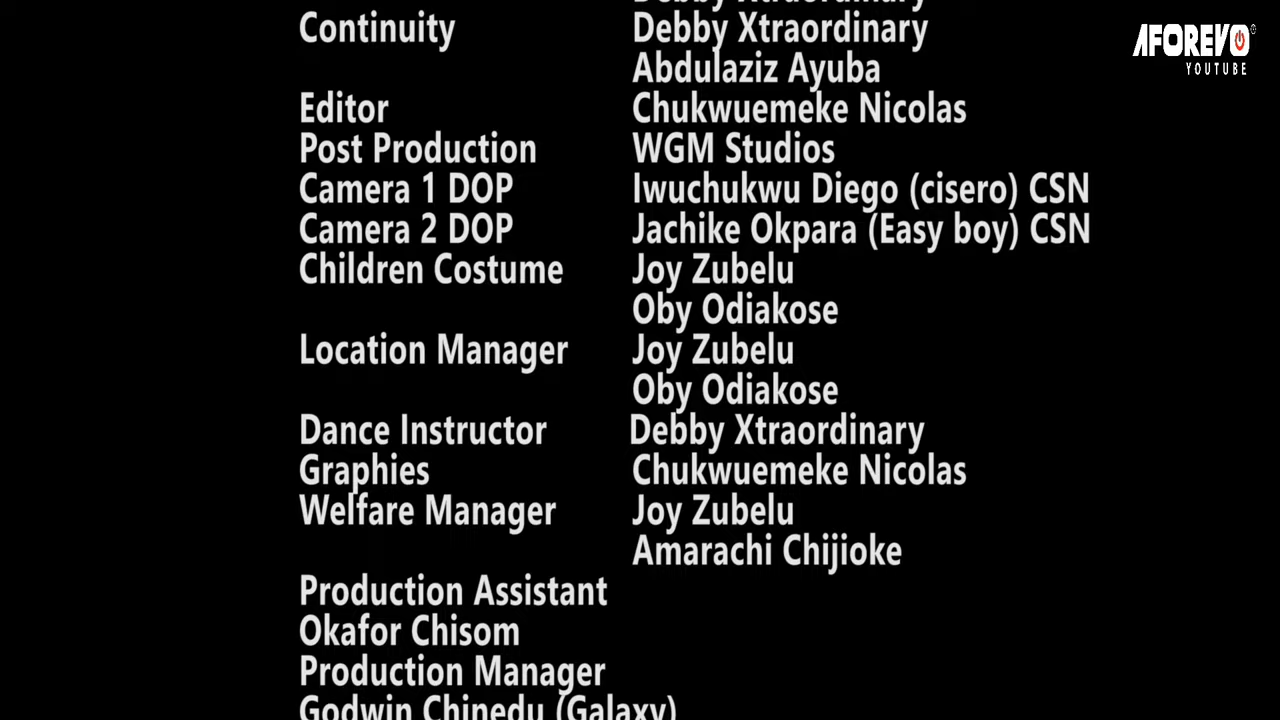 Debby Xtraordinary
Continuity Debby Xtraordinary
Abdulaziz Ayuba
Editor Chukwuemeke Nicolas
Post Production WGM Studios
Camera 1 DOP Iwuchukwu Diego (cisero) CSN
Camera 2 DOP Jachike Okpara (Easy boy) CSN
Children Costume Joy Zubelu
Oby Odiakose
Location Manager Joy Zubelu
Oby Odiakose
Dance Instructor Debby Xtraordinary
Graphies Chukwuemeke Nicolas
Welfare Manager Joy Zubelu
Amarachi Chijioke
Production Assistant
Okafor Chisom
Production Manager
Godwin Chinedu (Galaxy)
AFOREVO
YOUTUBE